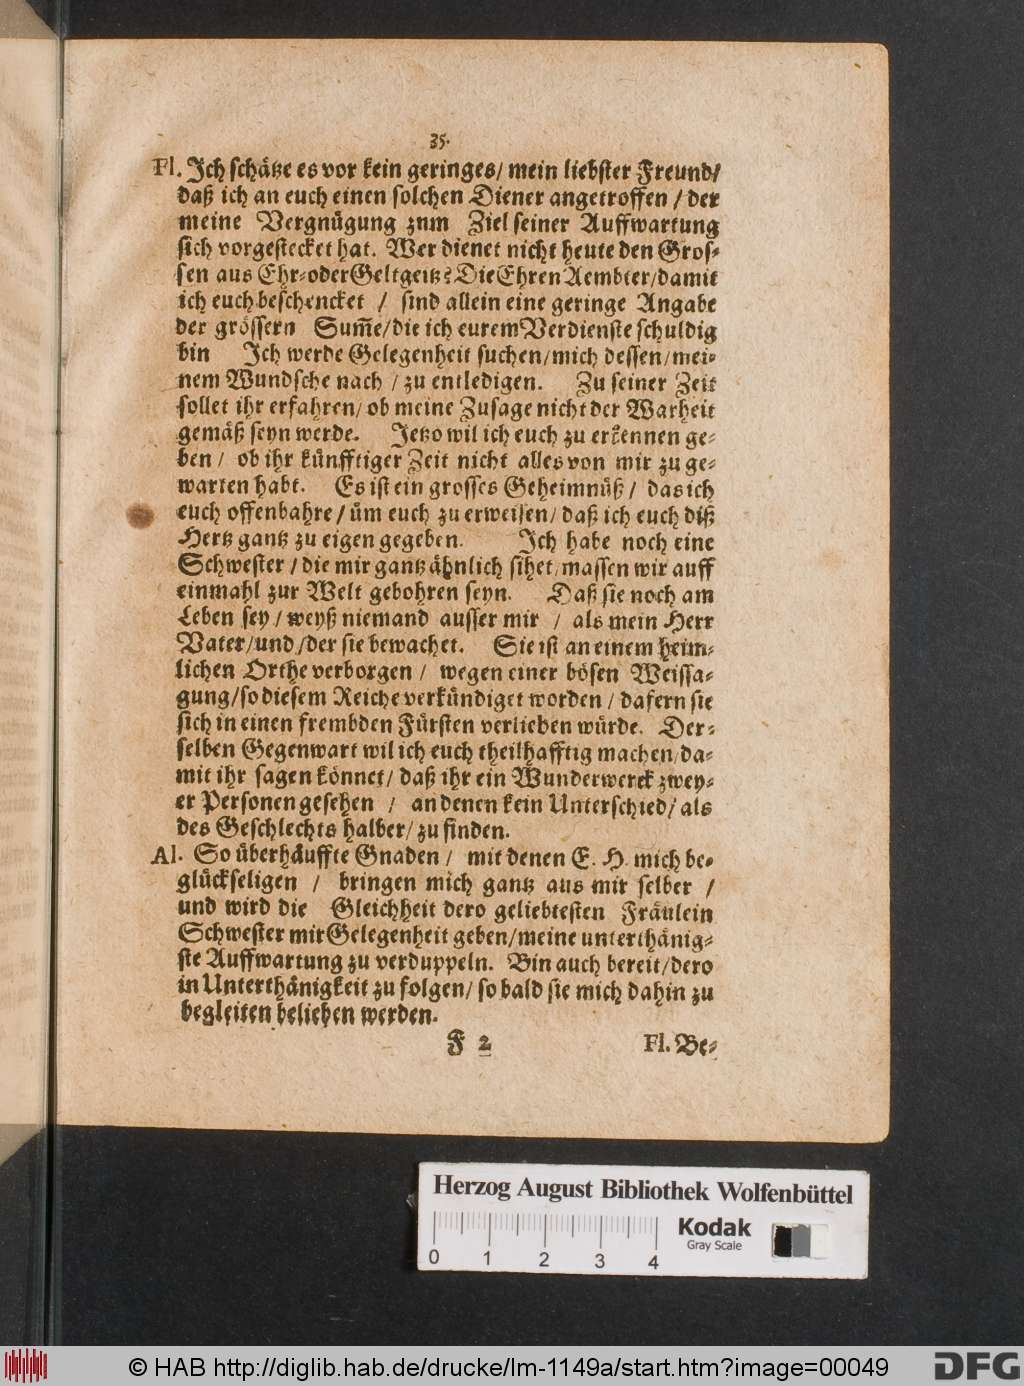 35.
Fl. Ich schätze es vor kein geringes/ mein liebster Freund/
daß ich an euch einen solchen Diener angetroffen / der
meine Vergnügung znm Ziel seiner Auffwartung
sich vorgestecket hat. Wer dienet nicht heute den Gros-
sen aus Ehr- oder Geltgeitz? Die Ehren Aembter/ damit
ich euch beschencket / sind allein eine geringe Angabe
der grössern Sum̃e/ die ich eurem Verdienste schuldig
bin Ich werde Gelegenheit suchen/ mich dessen/ mei-
nem Wundsche nach / zu entledigen. Zu seiner Zeit
sollet ihr erfahren/ ob meine Zusage nicht der Warheit
gemäß seyn werde. Jetzo wil ich euch zu erkennen ge-
ben / ob ihr künfftiger Zeit nicht alles von mir zu ge-
warten habt. Es ist ein grosses Geheimnüß / das ich
euch offenbahre / üm euch zu erweisen/ daß ich euch diß
Hertz gantz zu eigen gegeben. Ich habe noch eine
Schwester / die mir gantz ähnlich sihet/ massen wir auff
einmahl zur Welt gebohren seyn. Daß sie noch am
Leben sey / weyß niemand ausser mir / als mein Herr
Vater/ und / der sie bewachet. Sie ist an einem heim-
lichen Orthe verborgen / wegen einer bösen Weissa-
gung/ so diesem Reiche verkündiget worden / dafern sie
sich in einen frembden Fürsten verlieben würde. Der-
selben Gegenwart wil ich euch theilhafftig machen/ da-
mit ihr sagen könnet/ daß ihr ein Wunderwerck zwey-
er Personen gesehen / an denen kein Unterschied/ als
des Geschlechts halber/ zu finden.
Al. So überhäuffte Gnaden / mit denen E. H. mich be-
glückseligen / bringen mich gantz aus mir selber /
und wird die Gleichheit dero geliebtesten Fräulein
Schwester mir Gelegenheit geben/ meine unterthänig-
ste Auffwartung zu verduppeln. Bin auch bereit/ dero
in Unterthänigkeit zu folgen/ so bald sie mich dahin zu
begleiten belieben werden.
F 2 Fl. Be-
Herzog August Bibliothek Wolfenbüttel
Kodak
Gray Scale
0 1 2 3 4
© HAB http://diglib.hab.de/drucke/lm-1149a/start.htm?image=00049
DFG